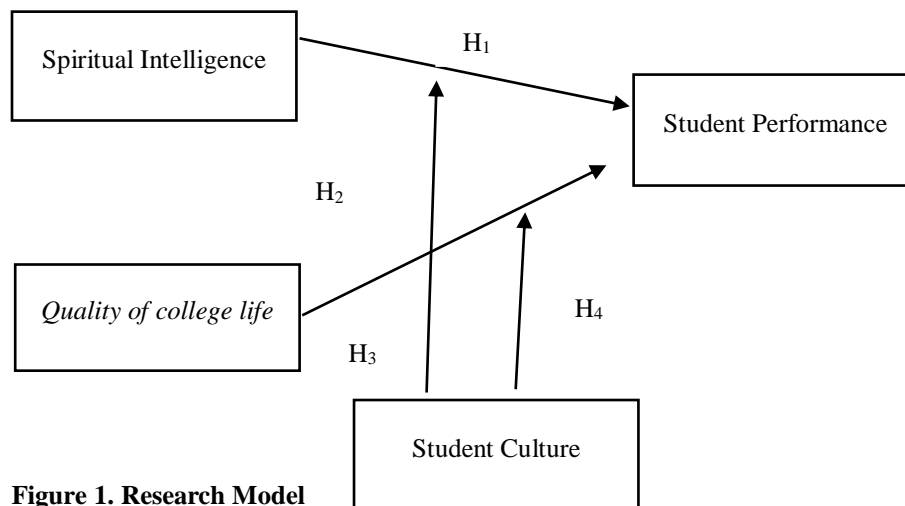 H₁
Spiritual Intelligence
Student Performance
H₂
Quality of college life
H₄
H₃
Student Culture
Figure 1. Research Model